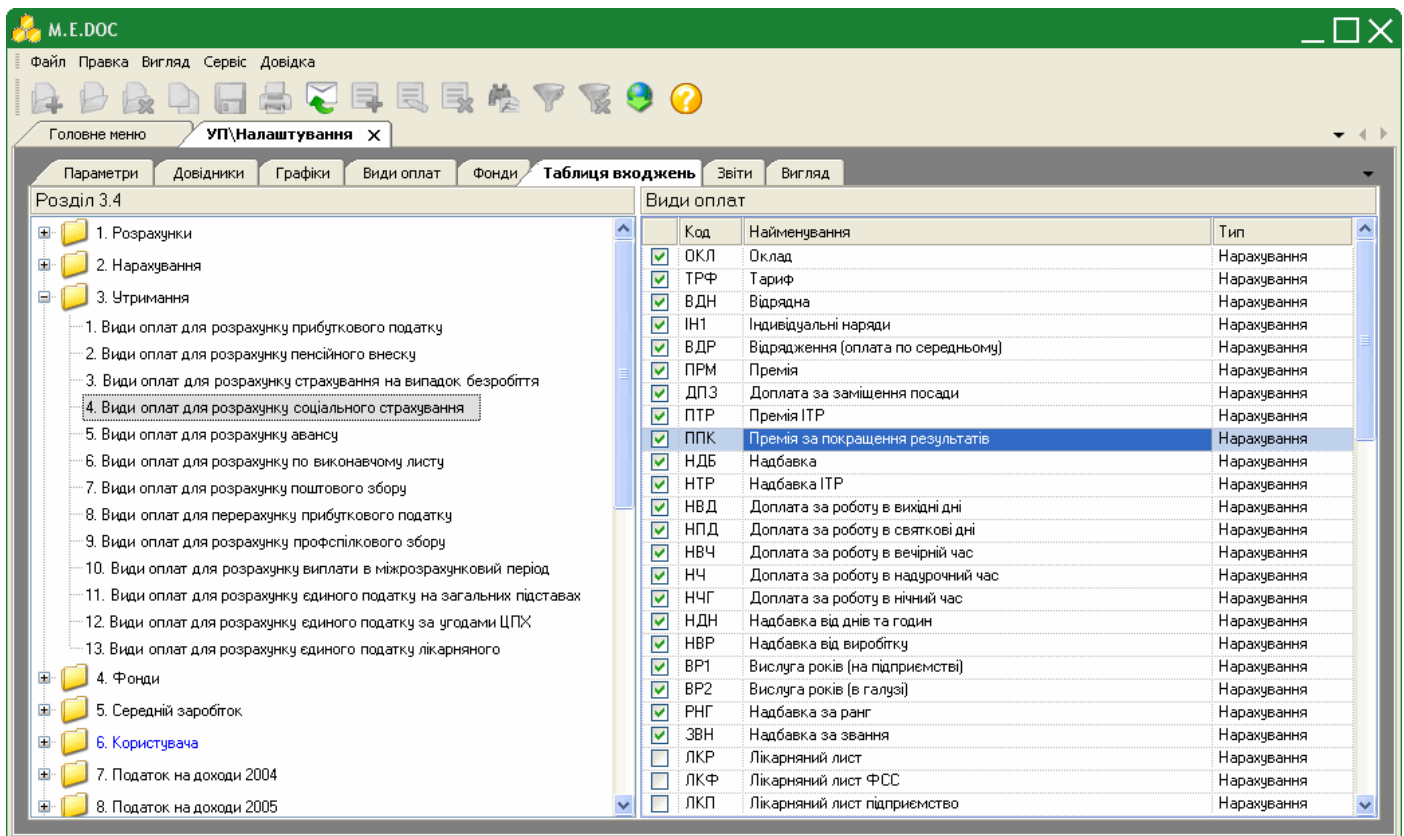 M.E.DOC
Файл Правка Вигляд Сервіс Довідка
Головне меню УП\Налаштування
Параметри Довідники Графіки Види оплат Фонди Таблиця входжень Звіти Вигляд
Розділ 3.4
1. Розрахунки
2. Нарахування
3. Утримання
1. Види оплат для розрахунку прибуткового податку
2. Види оплат для розрахунку пенсійного внеску
3. Види оплат для розрахунку страхування на випадок безробіття
4. Види оплат для розрахунку соціального страхування
5. Види оплат для розрахунку авансу
6. Види оплат для розрахунку по виконавчому листу
7. Види оплат для розрахунку поштового збору
8. Види оплат для перерахунку прибуткового податку
9. Види оплат для розрахунку профспілкового збору
10. Види оплат для розрахунку виплати в міжрозрахунковий період
11. Види оплат для розрахунку єдиного податку на загальних підставах
12. Види оплат для розрахунку єдиного податку за угодами ЦПХ
13. Види оплат для розрахунку єдиного податку лікарняного
4. Фонди
5. Середній заробіток
6. Користувача
7. Податок на доходи 2004
8. Податок на доходи 2005
Види оплат
Код Найменування Тип
ОКЛ Оклад Нарахування
ТРФ Тариф Нарахування
ВДН Відрядна Нарахування
ІН1 Індивідуальні наряди Нарахування
ВДР Відрядження (оплата по середньому) Нарахування
ПРМ Премія Нарахування
ДПЗ Доплата за заміщення посади Нарахування
ПТР Премія ІТР Нарахування
ППК Премія за покращення результатів Нарахування
НДБ Надбавка Нарахування
НТР Надбавка ІТР Нарахування
НВД Доплата за роботу в вихідні дні Нарахування
НПД Доплата за роботу в святкові дні Нарахування
НВЧ Доплата за роботу в вечірній час Нарахування
НЧ Доплата за роботу в надурочний час Нарахування
НЧГ Доплата за роботу в нічний час Нарахування
НДН Надбавка від днів та годин Нарахування
НВР Надбавка від виробітку Нарахування
ВР1 Вислуга років (на підприємстві) Нарахування
ВР2 Вислуга років (в галузі) Нарахування
РНГ Надбавка за ранг Нарахування
ЗВН Надбавка за звання Нарахування
ЛКР Лікарняний лист Нарахування
ЛКФ Лікарняний лист ФСС Нарахування
ЛКП Лікарняний лист підприємство Нарахування